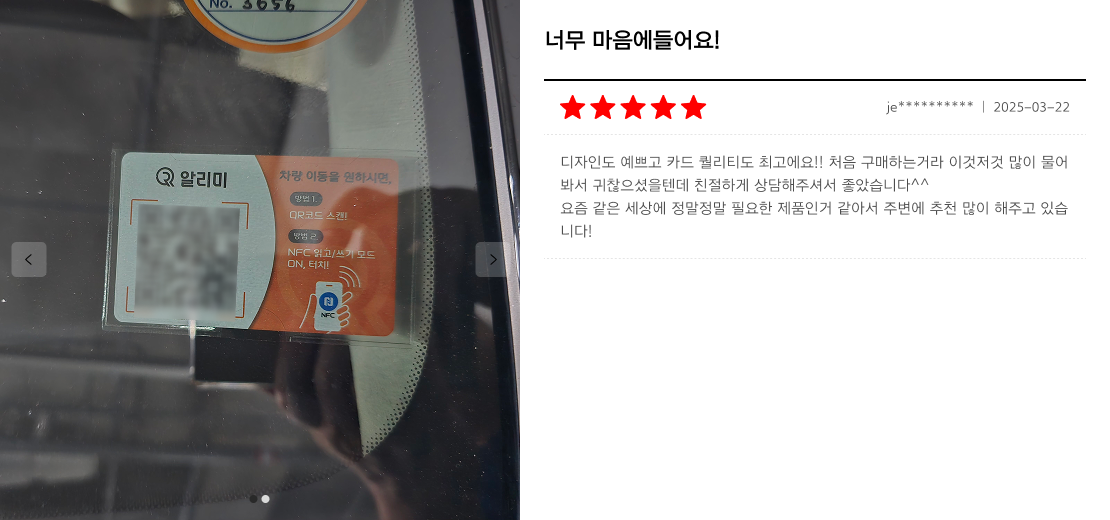 No. 3656
알리미
차량 이동을 원하시면,
방법 1.
QR코드 스캔!
방법 2.
NFC 읽고/쓰기 모드
ON, 터치!
NFC
너무 마음에들어요!
je********** | 2025-03-22
디자인도 예쁘고 카드 퀄리티도 최고에요!! 처음 구매하는거라 이것저것 많이 물어
봐서 귀찮으셨을텐데 친절하게 상담해주셔서 좋았습니다^^
요즘 같은 세상에 정말정말 필요한 제품인거 같아서 주변에 추천 많이 해주고 있습
니다!